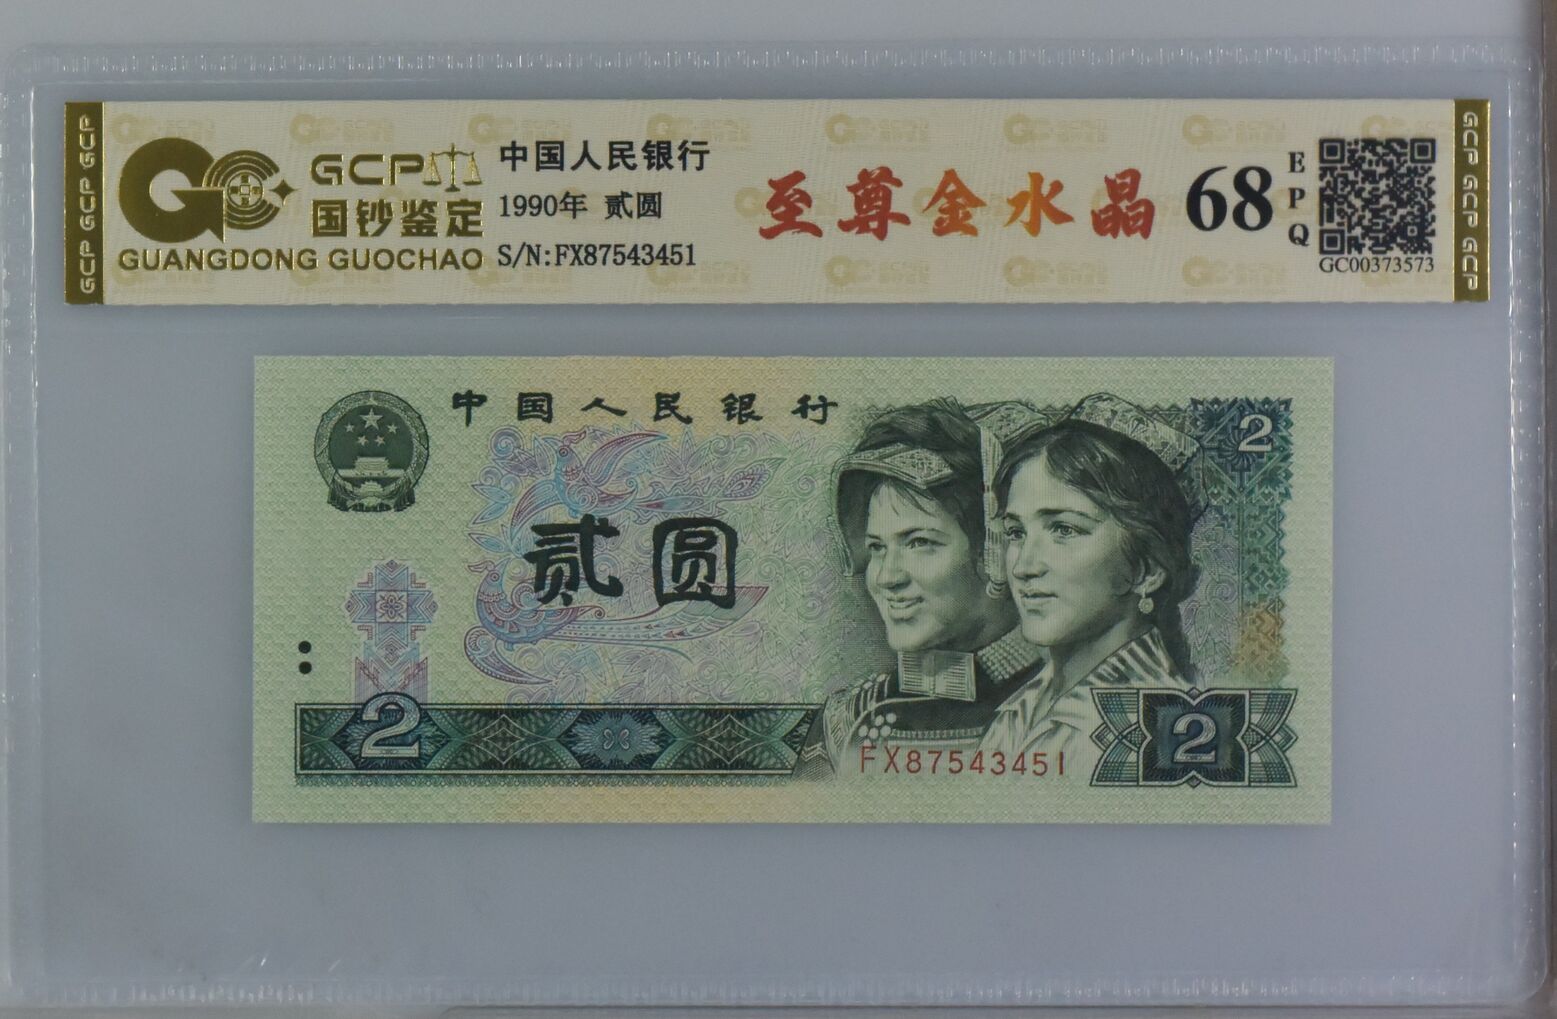 GCP GCP GCP
GCP
国钞鉴定
GUANGDONG GUOCHAO
中国人民银行
1990年 贰圆
S/N:FX87543451
至尊金水晶
68
EPQ
GC00373573
GCP GCP GCP
中国人民银行
2
贰圆
2
FX87543451
2